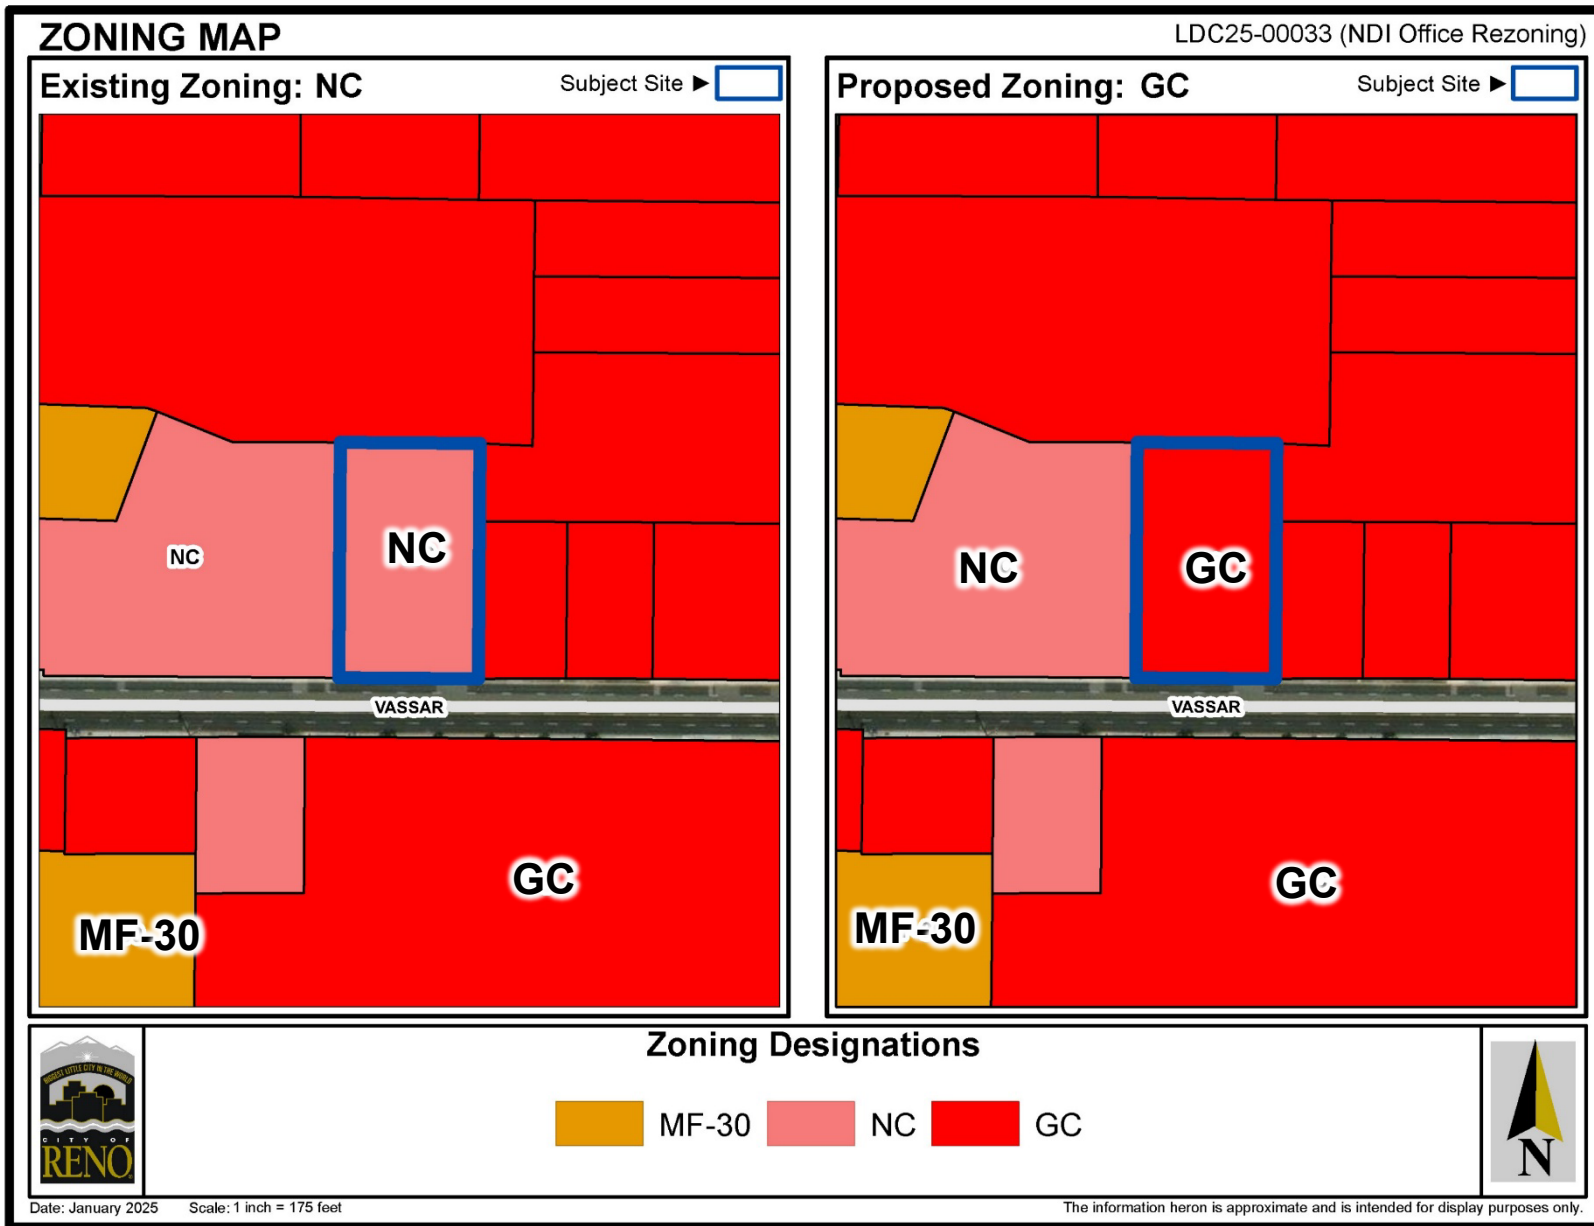 ZONING MAP
LDC25-00033 (NDI Office Rezoning)
Existing Zoning: NC
Subject Site ►
NC
NC
VASSAR
GC
MF-30
Proposed Zoning: GC
Subject Site ►
NC
GC
VASSAR
GC
MF-30
Zoning Designations
MF-30
NC
GC
BIGGEST LITTLE CITY IN THE WORLD
CITY OF
RENO
N
Date: January 2025
Scale: 1 inch = 175 feet
The information heron is approximate and is intended for display purposes only.